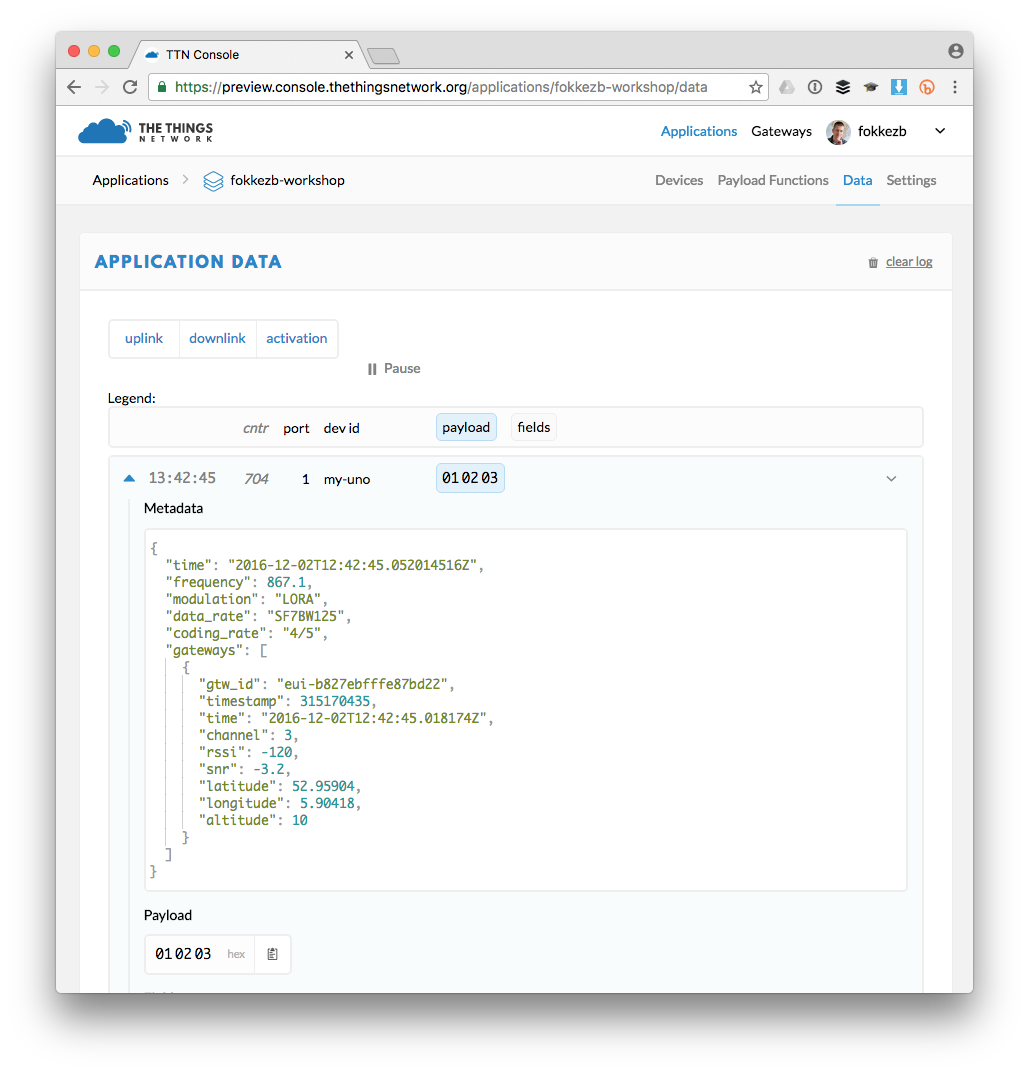 TTN Console
https://preview.console.thethingsnetwork.org/applications/fokkezb-workshop/data
THE THINGS
NETWORK
Applications Gateways fokkezb
Applications fokkezb-workshop Devices Payload Functions Data Settings
APPLICATION DATA clear log
uplink downlink activation
Pause
Legend:
cntr port dev id payload fields
13:42:45 704 1 my-uno 01 02 03
Metadata
{
"time": "2016-12-02T12:42:45.052014516Z",
"frequency": 867.1,
"modulation": "LORA",
"data_rate": "SF7BW125",
"coding_rate": "4/5",
"gateways": [
{
"gtw_id": "eui-b827ebfffe87bd22",
"timestamp": 315170435,
"time": "2016-12-02T12:42:45.018174Z",
"channel": 3,
"rssi": -120,
"snr": -3.2,
"latitude": 52.95904,
"longitude": 5.90418,
"altitude": 10
}
]
}
Payload
01 02 03 hex